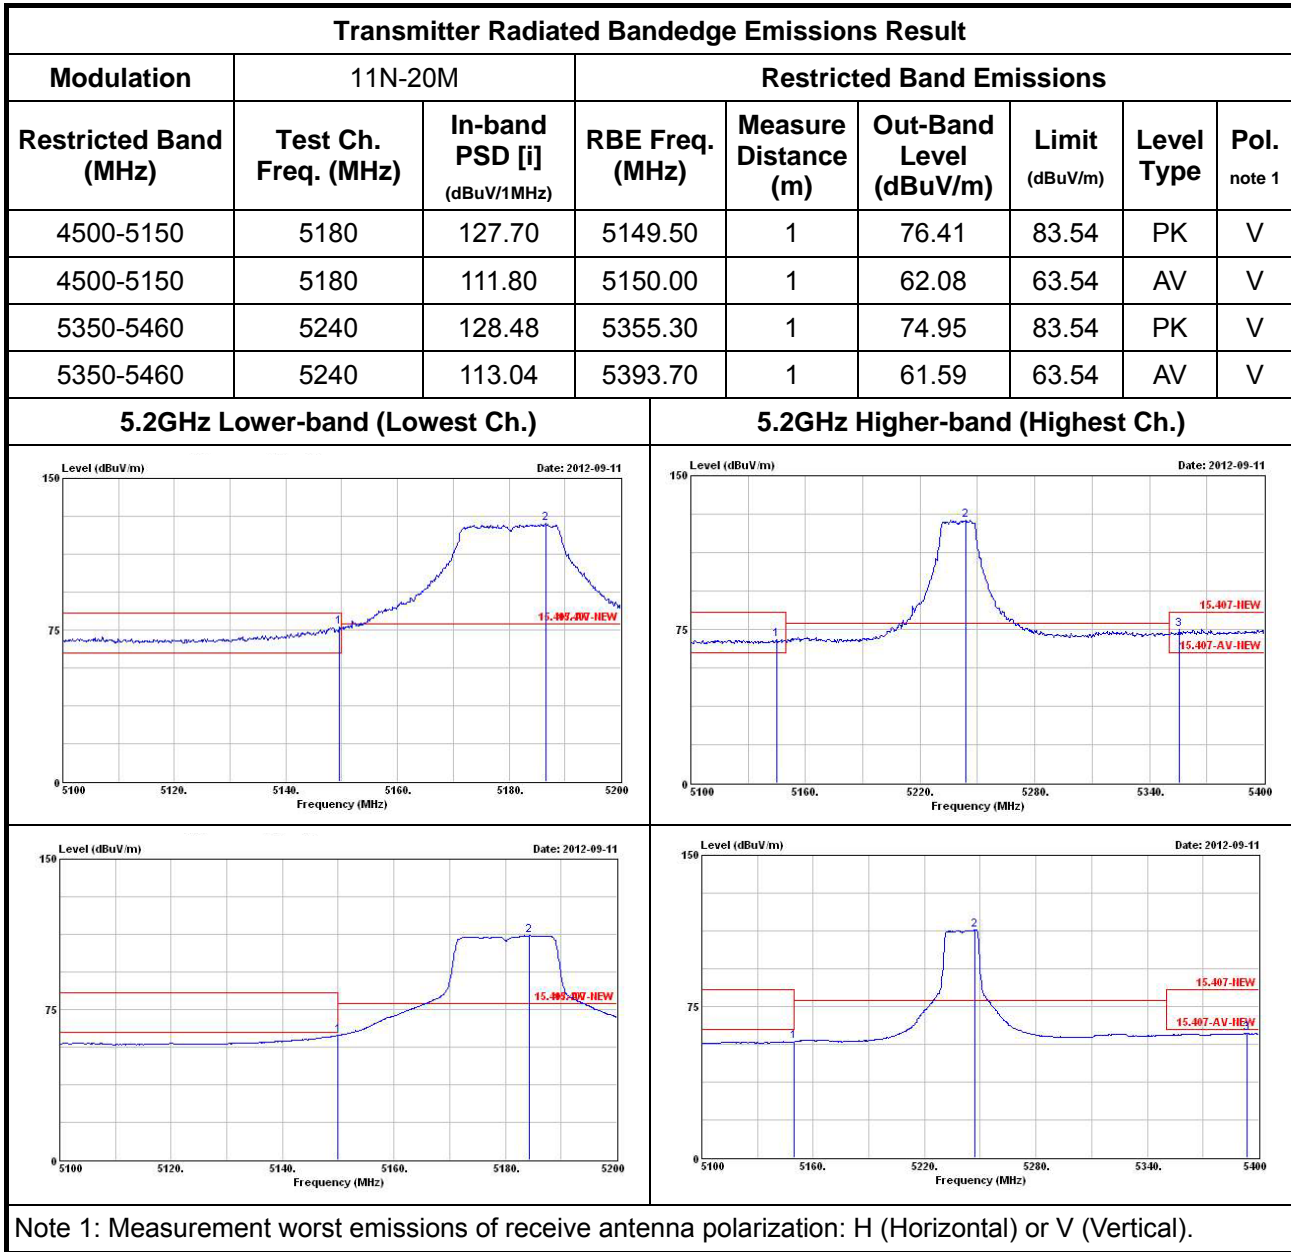 Transmitter Radiated Bandedge Emissions Result
Modulation 11N-20M Restricted Band Emissions
Restricted Band (MHz) Test Ch. Freq. (MHz) In-band PSD [i] (dBuV/1MHz) RBE Freq. (MHz) Measure Distance (m) Out-Band Level (dBuV/m) Limit (dBuV/m) Level Type Pol. note 1
4500-5150 5180 127.70 5149.50 1 76.41 83.54 PK V
4500-5150 5180 111.80 5150.00 1 62.08 63.54 AV V
5350-5460 5240 128.48 5355.30 1 74.95 83.54 PK V
5350-5460 5240 113.04 5393.70 1 61.59 63.54 AV V
5.2GHz Lower-band (Lowest Ch.) 5.2GHz Higher-band (Highest Ch.)
Level (dBuV/m) Date: 2012-09-11
150
2
1
75
0
5100 5120. 5140. 5160. 5180. 5200
Frequency (MHz)
Level (dBuV/m) Date: 2012-09-11
150
2
15.407-NEW
1 3
75
15.407-AV-NEW
0
5100 5160. 5220. 5280. 5340. 5400
Frequency (MHz)
Level (dBuV/m) Date: 2012-09-11
150
2
1
75
0
5100 5120. 5140. 5160. 5180. 5200
Frequency (MHz)
Level (dBuV/m) Date: 2012-09-11
150
2
15.407-NEW
75
15.407-AV-NEW
1 3
0
5100 5160. 5220. 5280. 5340. 5400
Frequency (MHz)
Note 1: Measurement worst emissions of receive antenna polarization: H (Horizontal) or V (Vertical).